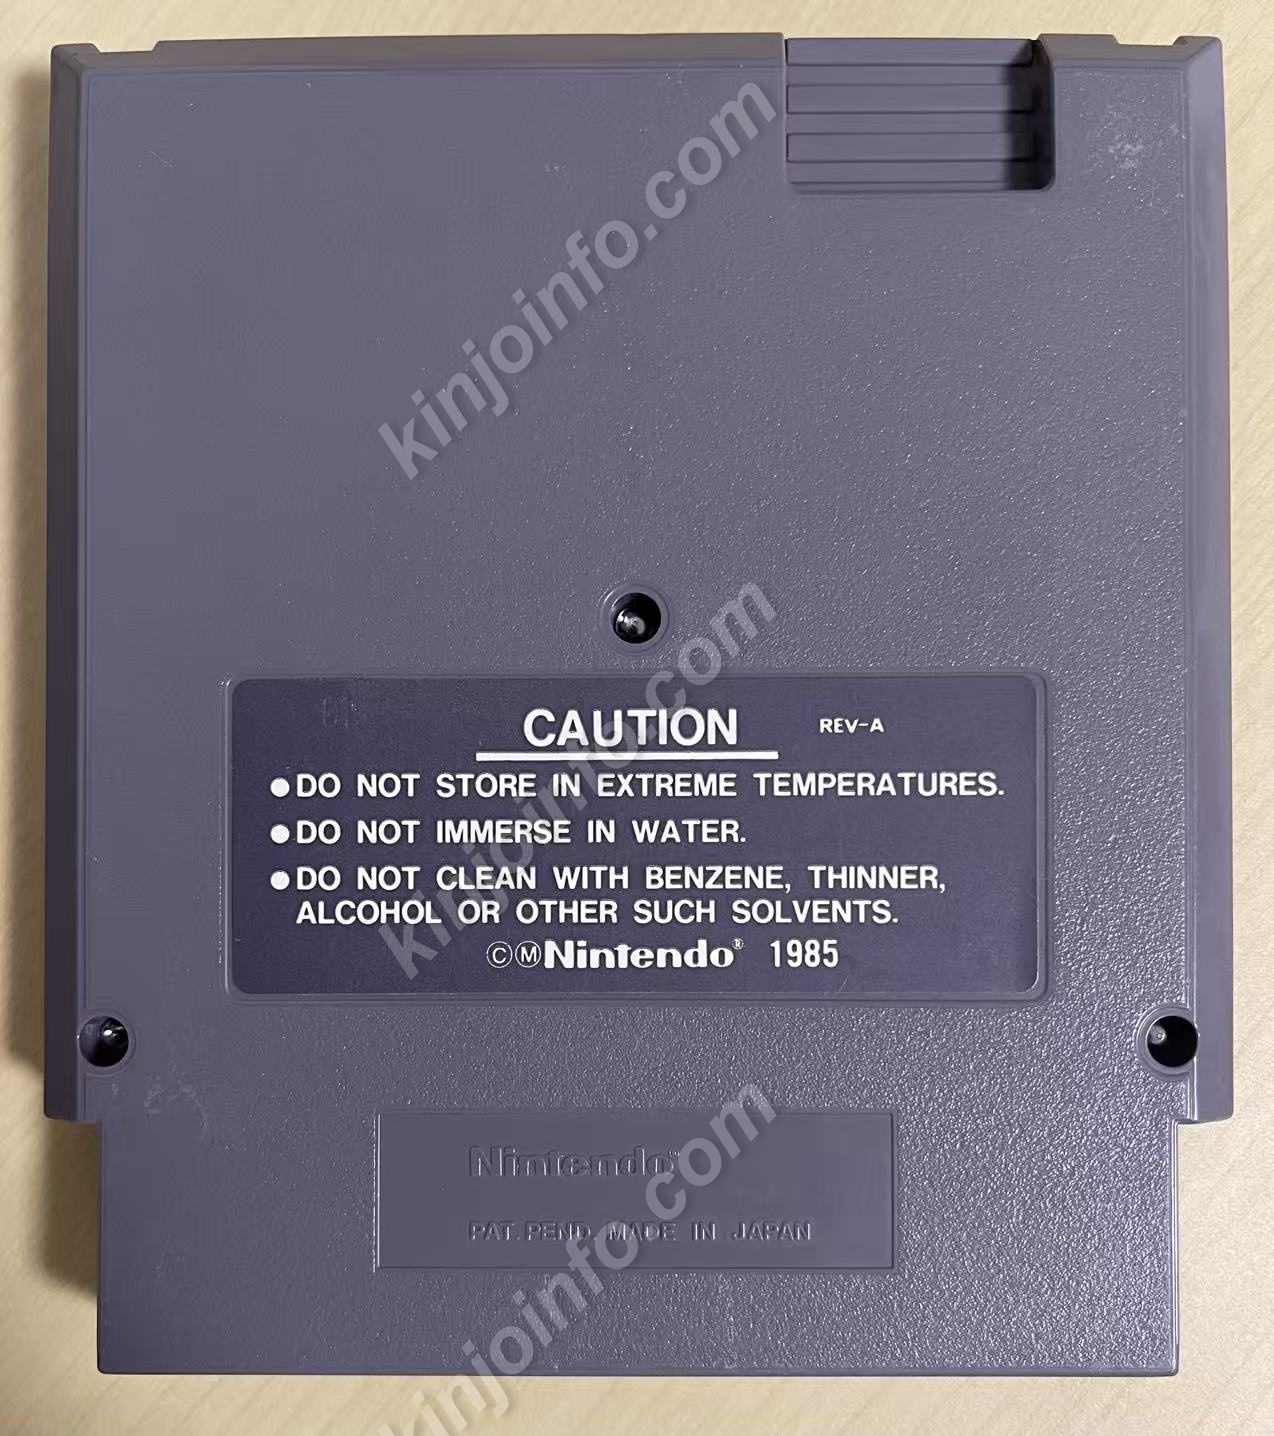 kinjoinfo.com
CAUTION REV-A
●DO NOT STORE IN EXTREME TEMPERATURES.
●DO NOT IMMERSE IN WATER.
●DO NOT CLEAN WITH BENZENE, THINNER,
ALCOHOL OR OTHER SUCH SOLVENTS.
ⒸⓂNintendo® 1985
kinjoinfo.com
Nintendo®
PAT. PEND. MADE IN JAPAN
kinjoinfo.com